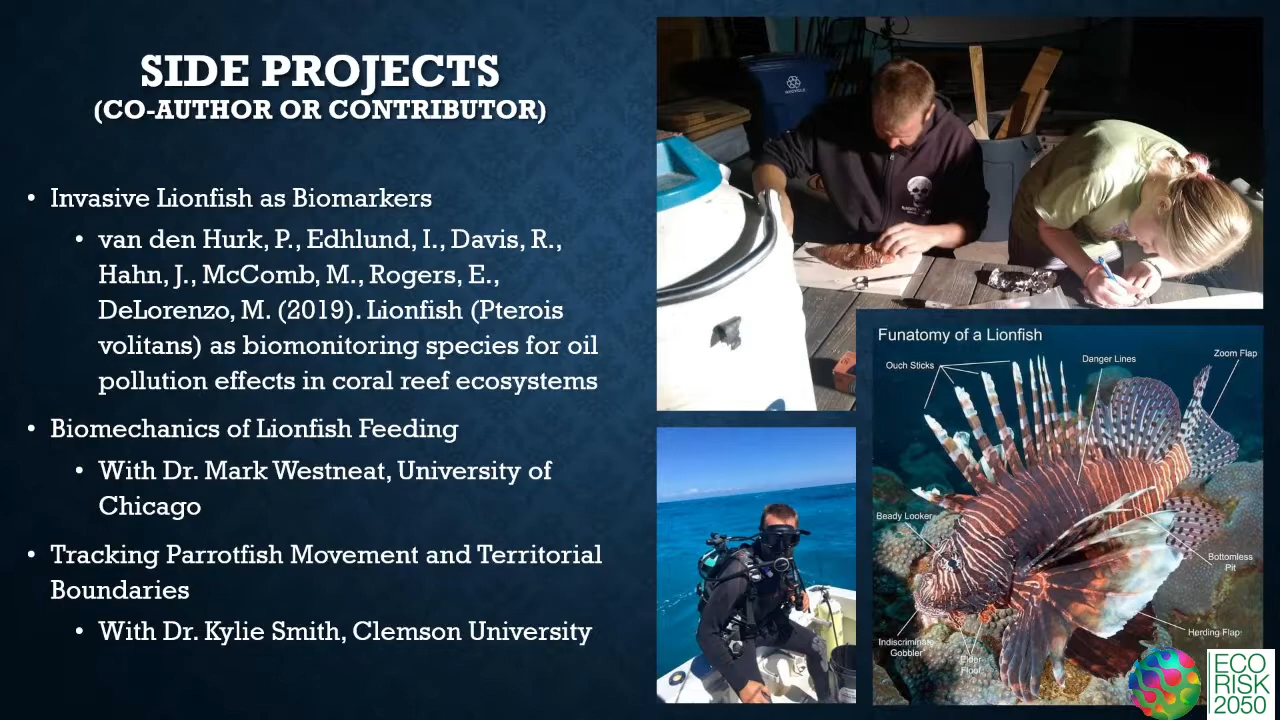 SIDE PROJECTS
(CO-AUTHOR OR CONTRIBUTOR)
• Invasive Lionfish as Biomarkers
• van den Hurk, P., Edhlund, I., Davis, R.,
Hahn, J., McComb, M., Rogers, E.,
DeLorenzo, M. (2019). Lionfish (Pterois
volitans) as biomonitoring species for oil
pollution effects in coral reef ecosystems
• Biomechanics of Lionfish Feeding
• With Dr. Mark Westneat, University of
Chicago
• Tracking Parrotfish Movement and Territorial
Boundaries
• With Dr. Kylie Smith, Clemson University
Funatomy of a Lionfish
Ouch Sticks
Danger Lines
Zoom Flap
Beady Looker
Bottomless
Pit
Herding Flap
Indiscriminate
Gobbler
ECO
RISK
2050